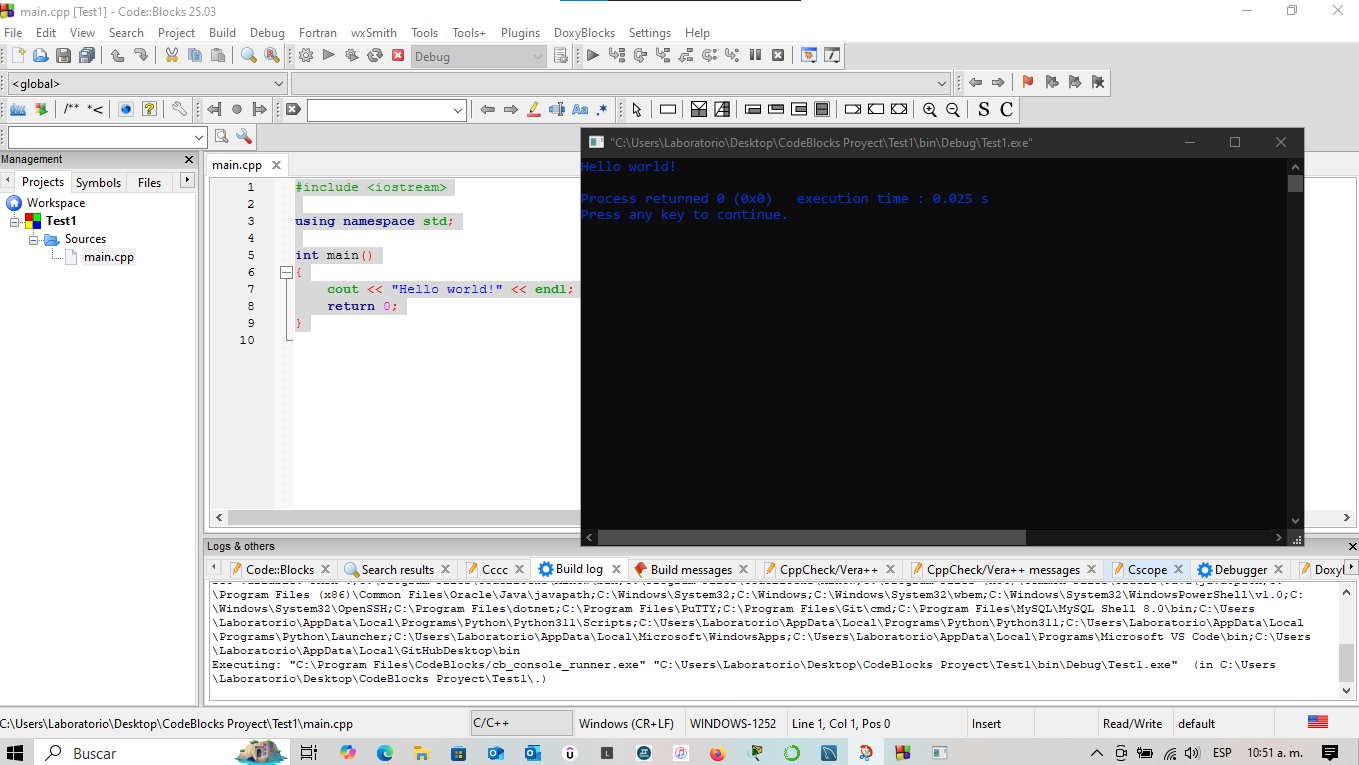 main.cpp [Test1] - Code::Blocks 25.03
File Edit View Search Project Build Debug Fortran wxSmith Tools Tools+ Plugins DoxyBlocks Settings Help
Debug
<global>
/** *<
Aa .*
S C
Management
Projects Symbols Files
Workspace
Test1
Sources
main.cpp
main.cpp
1 #include <iostream>
2
3 using namespace std;
4
5 int main()
6 {
7 cout << "Hello world!" << endl;
8 return 0;
9 }
10
"C:\Users\Laboratorio\Desktop\CodeBlocks Proyect\Test1\bin\Debug\Test1.exe"
Hello world!
Process returned 0 (0x0) execution time : 0.025 s
Press any key to continue.
Logs & others
Code::Blocks Search results Cccc Build log Build messages CppCheck/Vera++ CppCheck/Vera++ messages Cscope Debugger Doxyl
\Program Files (x86)\Common Files\Oracle\Java\javapath;C:\Windows\System32;C:\Windows;C:\Windows\System32\wbem;C:\Windows\System32\WindowsPowerShell\v1.0;C:
\Windows\System32\OpenSSH;C:\Program Files\dotnet;C:\Program Files\PuTTY;C:\Program Files\Git\cmd;C:\Program Files\MySQL\MySQL Shell 8.0\bin;C:\Users
\Laboratorio\AppData\Local\Programs\Python\Python311\Scripts;C:\Users\Laboratorio\AppData\Local\Programs\Python\Python311;C:\Users\Laboratorio\AppData\Local
\Programs\Python\Launcher;C:\Users\Laboratorio\AppData\Local\Microsoft\WindowsApps;C:\Users\Laboratorio\AppData\Local\Programs\Microsoft VS Code\bin;C:\Users
\Laboratorio\AppData\Local\GitHubDesktop\bin
Executing: "C:\Program Files\CodeBlocks/cb_console_runner.exe" "C:\Users\Laboratorio\Desktop\CodeBlocks Proyect\Test1\bin\Debug\Test1.exe" (in C:\Users
\Laboratorio\Desktop\CodeBlocks Proyect\Test1\.)
C:\Users\Laboratorio\Desktop\CodeBlocks Proyect\Test1\main.cpp C/C++ Windows (CR+LF) WINDOWS-1252 Line 1, Col 1, Pos 0 Insert Read/Write default
Buscar
ESP 10:51 a. m.